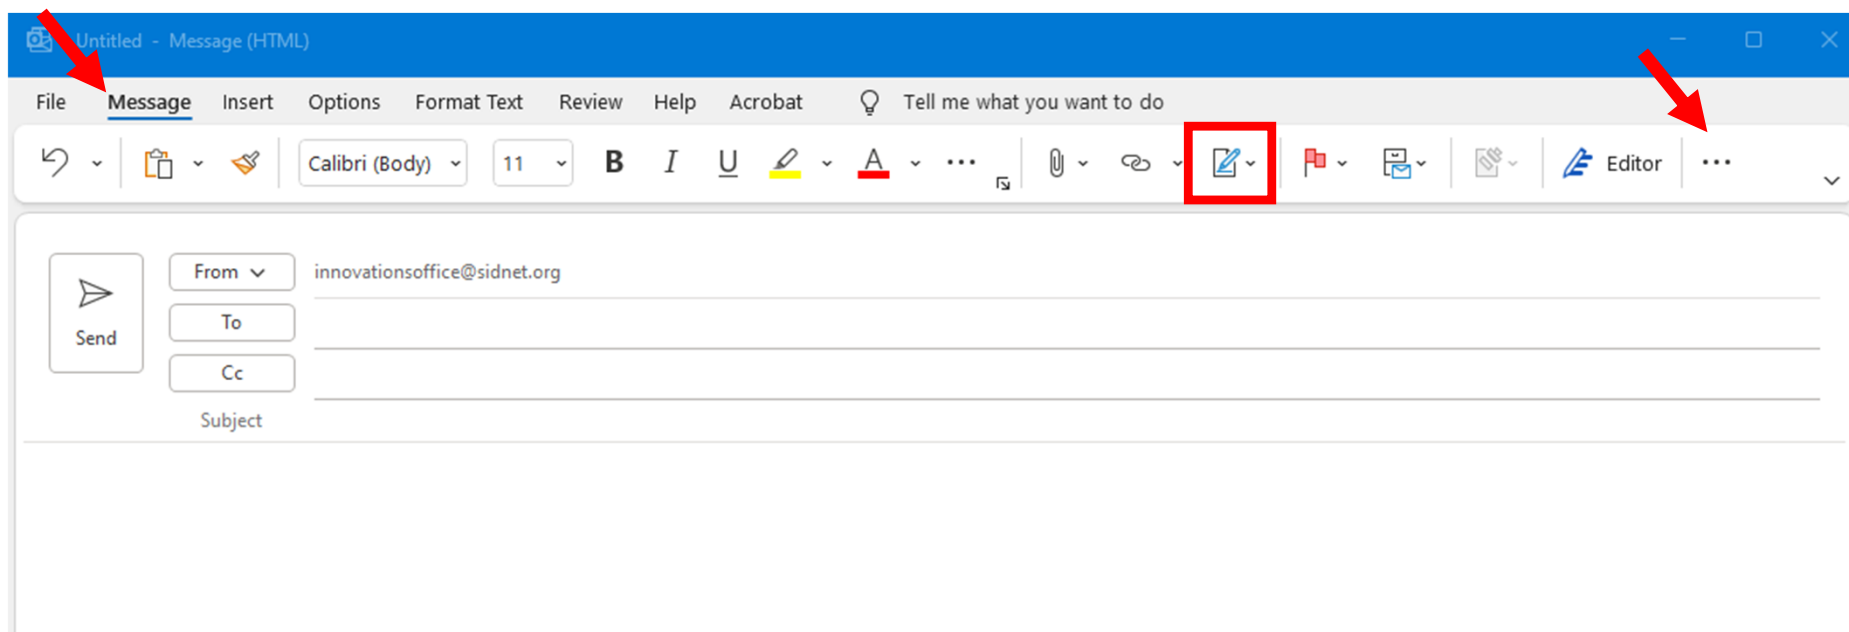 Untitled - Message (HTML)
File Message Insert Options Format Text Review Help Acrobat Tell me what you want to do
Calibri (Body) 11 B I U A Editor
From innovationsoffice@sidnet.org
Send
To
Cc
Subject